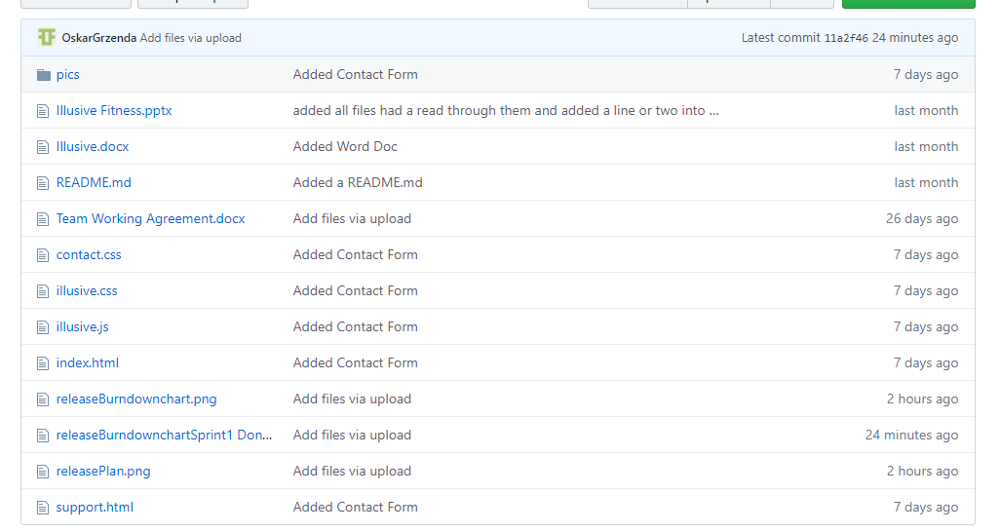 OskarGrzenda Add files via upload Latest commit 11a2f46 24 minutes ago
pics Added Contact Form 7 days ago
Illusive Fitness.pptx added all files had a read through them and added a line or two into ... last month
Illusive.docx Added Word Doc last month
README.md Added a README.md last month
Team Working Agreement.docx Add files via upload 26 days ago
contact.css Added Contact Form 7 days ago
illusive.css Added Contact Form 7 days ago
illusive.js Added Contact Form 7 days ago
index.html Added Contact Form 7 days ago
releaseBurndownchart.png Add files via upload 2 hours ago
releaseBurndownchartSprint1 Don... Add files via upload 24 minutes ago
releasePlan.png Add files via upload 2 hours ago
support.html Added Contact Form 7 days ago